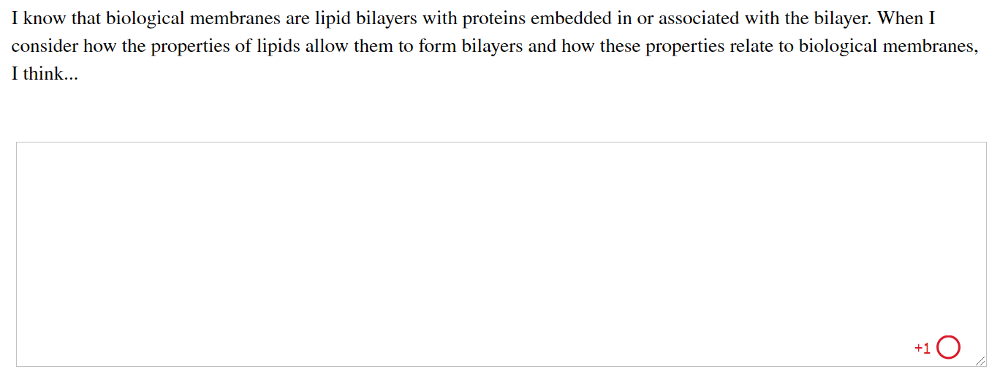 I know that biological membranes are lipid bilayers with proteins embedded in or associated with the bilayer. When I
consider how the properties of lipids allow them to form bilayers and how these properties relate to biological membranes,
I think...
+1